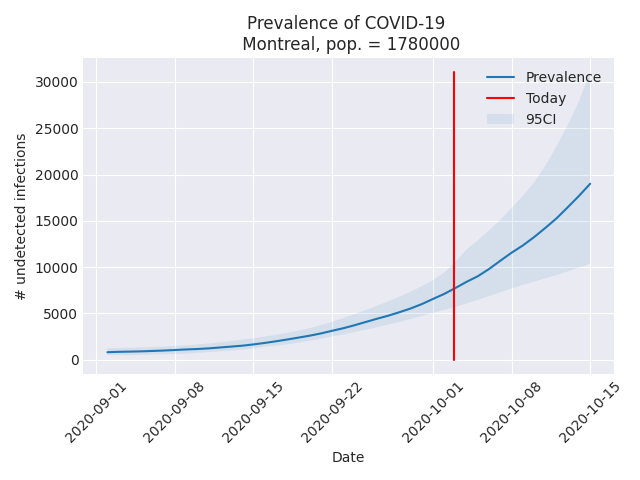 Prevalence of COVID-19
Montreal, pop. = 1780000
Prevalence
Today
95CI
# undetected infections
30000
25000
20000
15000
10000
5000
0
2020-09-01
2020-09-08
2020-09-15
2020-09-22
2020-10-01
2020-10-08
2020-10-15
Date